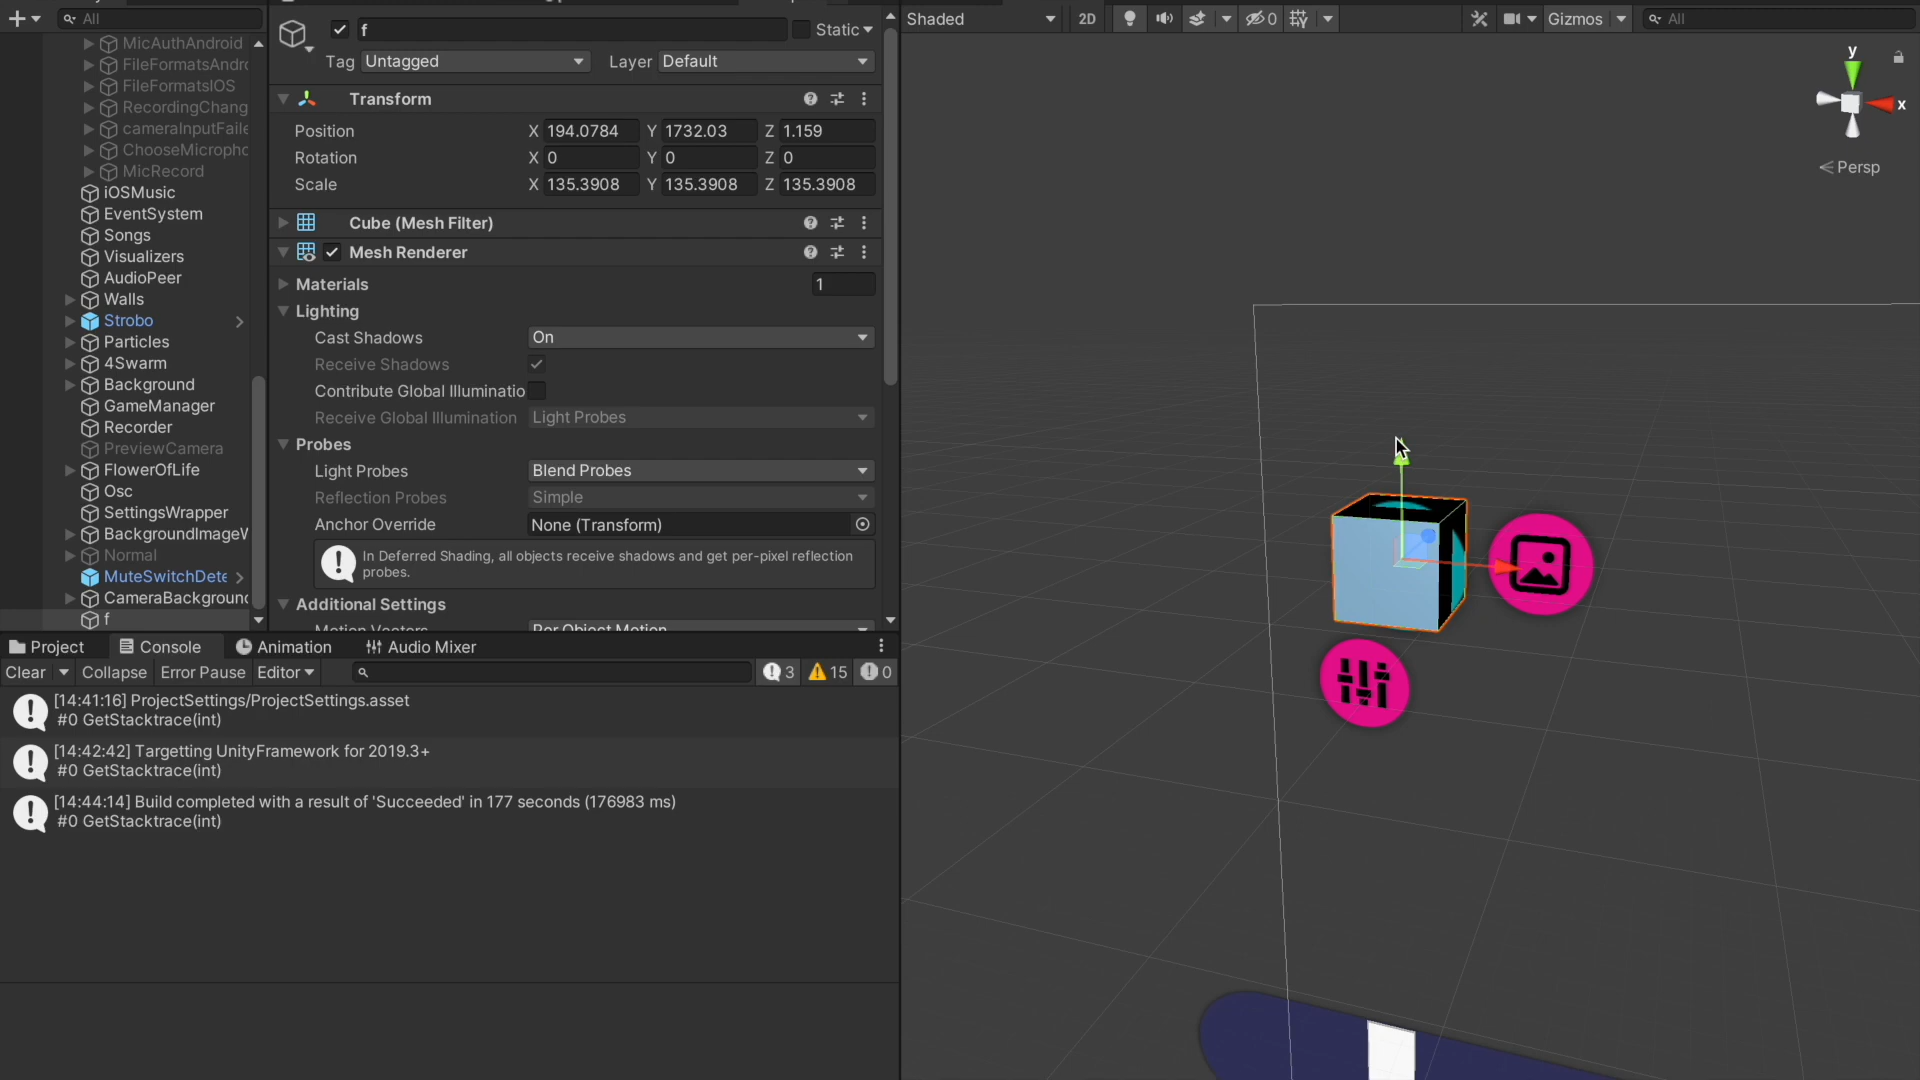 All
MicAuthAndroid
FileFormatsAndro
FileFormatsIOS
RecordingChang
cameraInputFaile
ChooseMicropho
MicRecord
iOSMusic
EventSystem
Songs
Visualizers
AudioPeer
Walls
Strobo
Particles
4Swarm
Background
GameManager
Recorder
PreviewCamera
FlowerOfLife
Osc
SettingsWrapper
BackgroundImageW
Normal
MuteSwitchDete
CameraBackground
f
f
Static
Tag Untagged Layer Default
Transform
Position X 194.0784 Y 1732.03 Z 1.159
Rotation X 0 Y 0 Z 0
Scale X 135.3908 Y 135.3908 Z 135.3908
Cube (Mesh Filter)
Mesh Renderer
Materials 1
Lighting
Cast Shadows On
Receive Shadows
Contribute Global Illuminatio
Receive Global Illumination Light Probes
Probes
Light Probes Blend Probes
Reflection Probes Simple
Anchor Override None (Transform)
In Deferred Shading, all objects receive shadows and get per-pixel reflection
probes.
Additional Settings
Motion Vectors Per Object Motion
Project Console Animation Audio Mixer
Clear Collapse Error Pause Editor 3 15 0
[14:41:16] ProjectSettings/ProjectSettings.asset
#0 GetStacktrace(int)
[14:42:42] Targetting UnityFramework for 2019.3+
#0 GetStacktrace(int)
[14:44:14] Build completed with a result of 'Succeeded' in 177 seconds (176983 ms)
#0 GetStacktrace(int)
Shaded 2D 0 Gizmos All
y
x
Persp